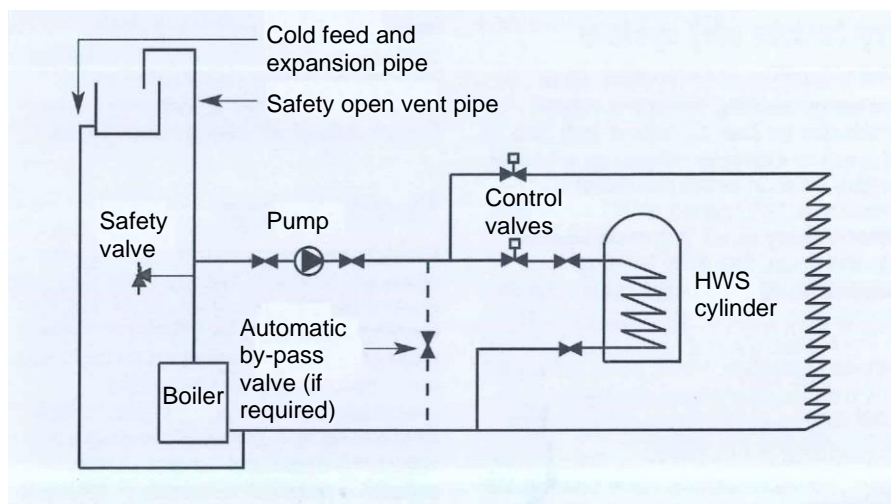 Cold feed and
expansion pipe
Safety open vent pipe
Safety
valve
Pump
Control
valves
HWS
cylinder
Automatic
by-pass
valve (if
required)
Boiler